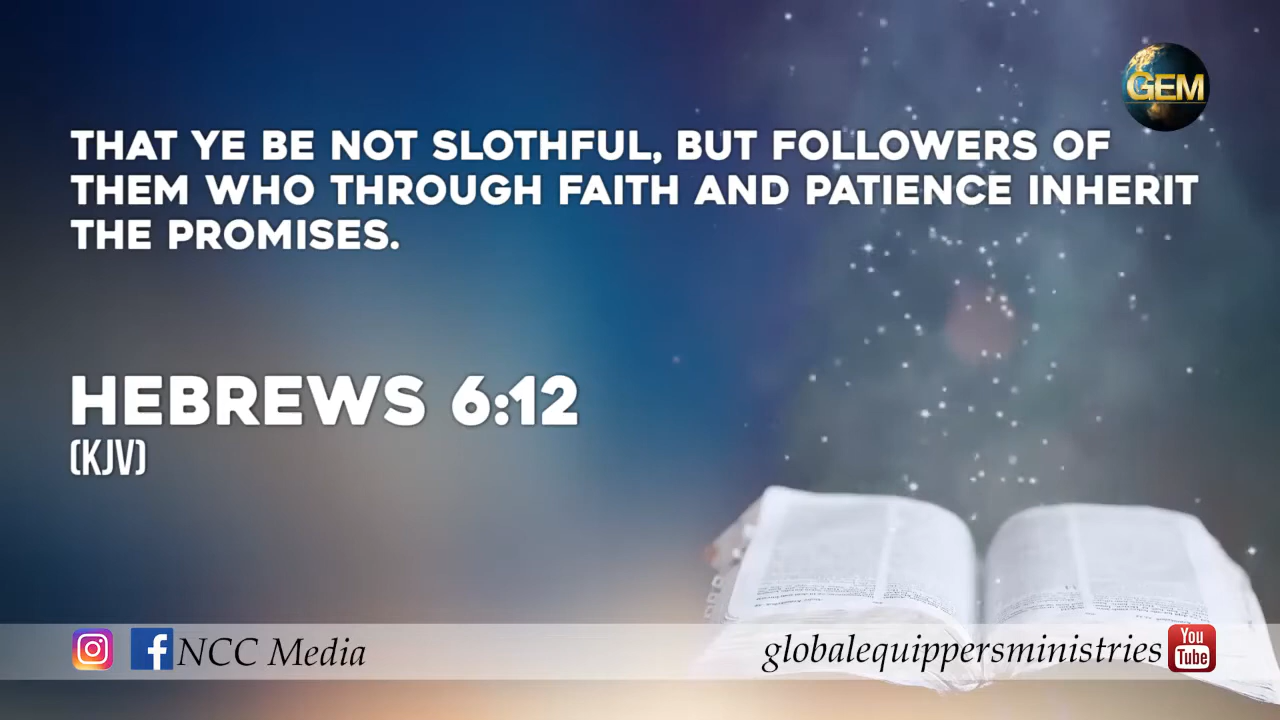 GEM
THAT YE BE NOT SLOTHFUL, BUT FOLLOWERS OF
THEM WHO THROUGH FAITH AND PATIENCE INHERIT
THE PROMISES.
HEBREWS 6:12
(KJV)
NCC Media
globalequippersministries
You
Tube